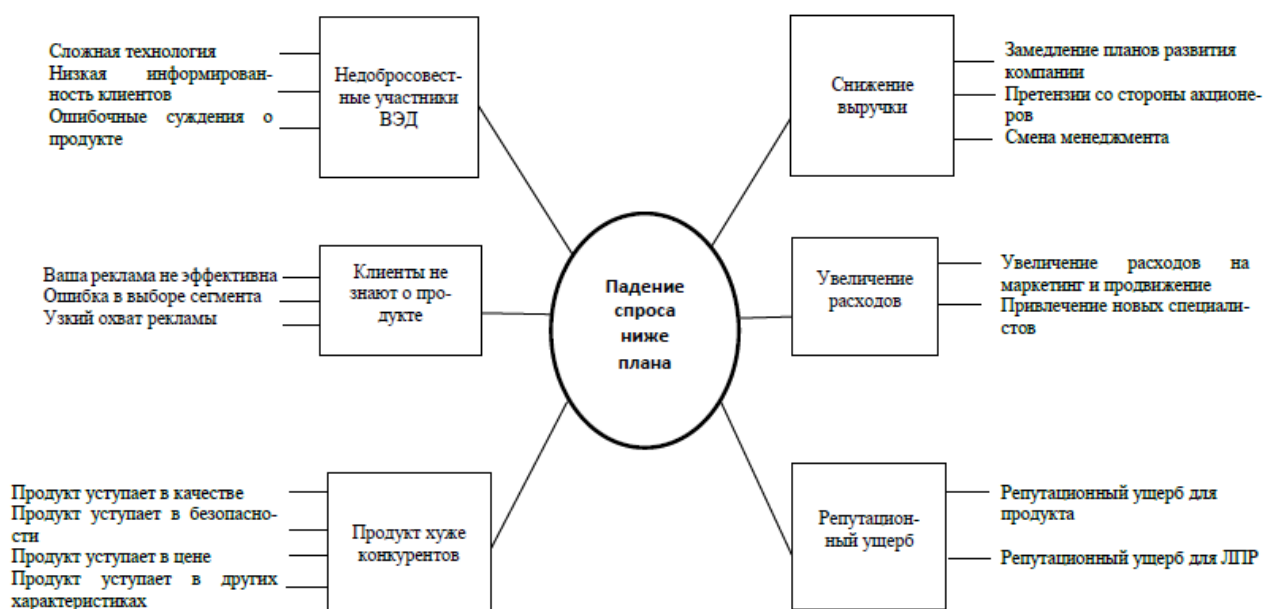 Сложная технология
Низкая информирован-
ность клиентов
Ошибочные суждения о
продукте
Недобросовест-
ные участники
ВЭД
Ваша реклама не эффективна
Ошибка в выборе сегмента
Узкий охват рекламы
Клиенты не
знают о про-
дукте
Продукт уступает в качестве
Продукт уступает в безопасно-
сти
Продукт уступает в цене
Продукт уступает в других
характеристиках
Продукт хуже
конкурентов
Падение
спроса
ниже
плана
Снижение
выручки
Замедление планов развития
компании
Претензии со стороны акционе-
ров
Смена менеджмента
Увеличение
расходов
Увеличение расходов на
маркетинг и продвижение
Привлечение новых специали-
стов
Репутацион-
ный ущерб
Репутационный ущерб для
продукта
Репутационный ущерб для ЛПР